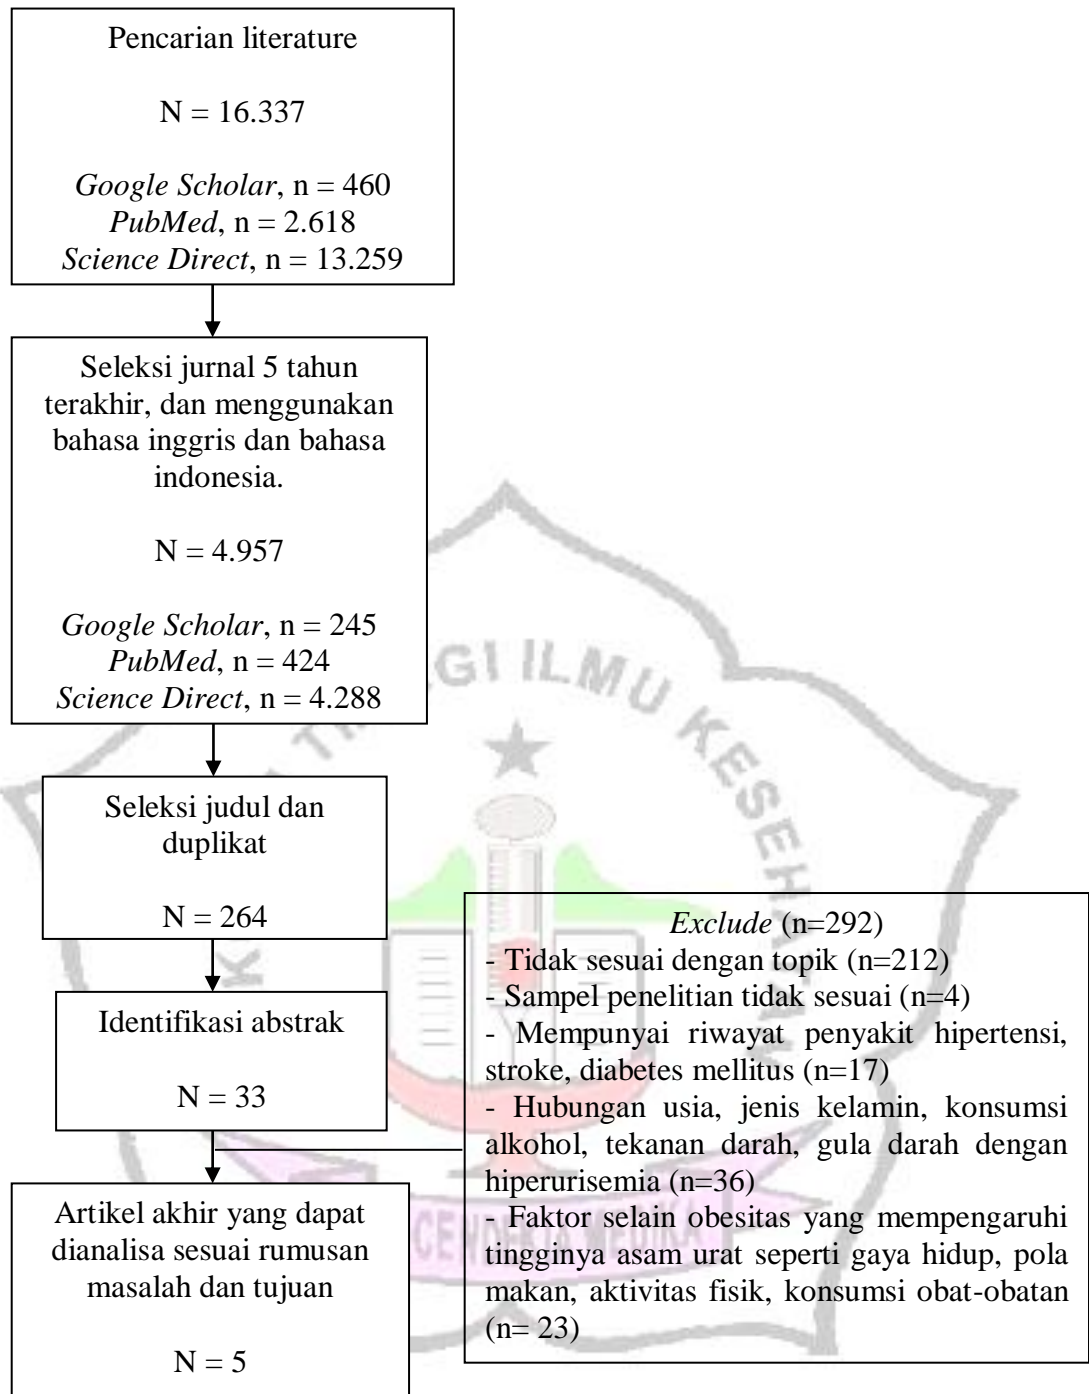 Pencarian literature
N = 16.337
Google Scholar, n = 460
PubMed, n = 2.618
Science Direct, n = 13.259
Seleksi jurnal 5 tahun
terakhir, dan menggunakan
bahasa inggris dan bahasa
indonesia.
N = 4.957
Google Scholar, n = 245
PubMed, n = 424
Science Direct, n = 4.288
Seleksi judul dan
duplikat
N = 264
Identifikasi abstrak
N = 33
Exclude (n=292)
- Tidak sesuai dengan topik (n=212)
- Sampel penelitian tidak sesuai (n=4)
- Mempunyai riwayat penyakit hipertensi,
stroke, diabetes mellitus (n=17)
- Hubungan usia, jenis kelamin, konsumsi
alkohol, tekanan darah, gula darah dengan
hiperurisemia (n=36)
- Faktor selain obesitas yang mempengaruhi
tingginya asam urat seperti gaya hidup, pola
makan, aktivitas fisik, konsumsi obat-obatan
(n= 23)
Artikel akhir yang dapat
dianalisa sesuai rumusan
masalah dan tujuan
N = 5
GI ILMU KESEHATAN
MEDIKA